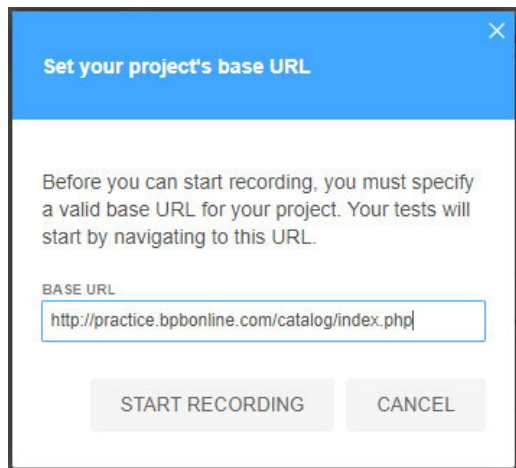 Set your project's base URL
Before you can start recording, you must specify
a valid base URL for your project. Your tests will
start by navigating to this URL.
BASE URL
http://practice.bpbonline.com/catalog/index.php
START RECORDING CANCEL